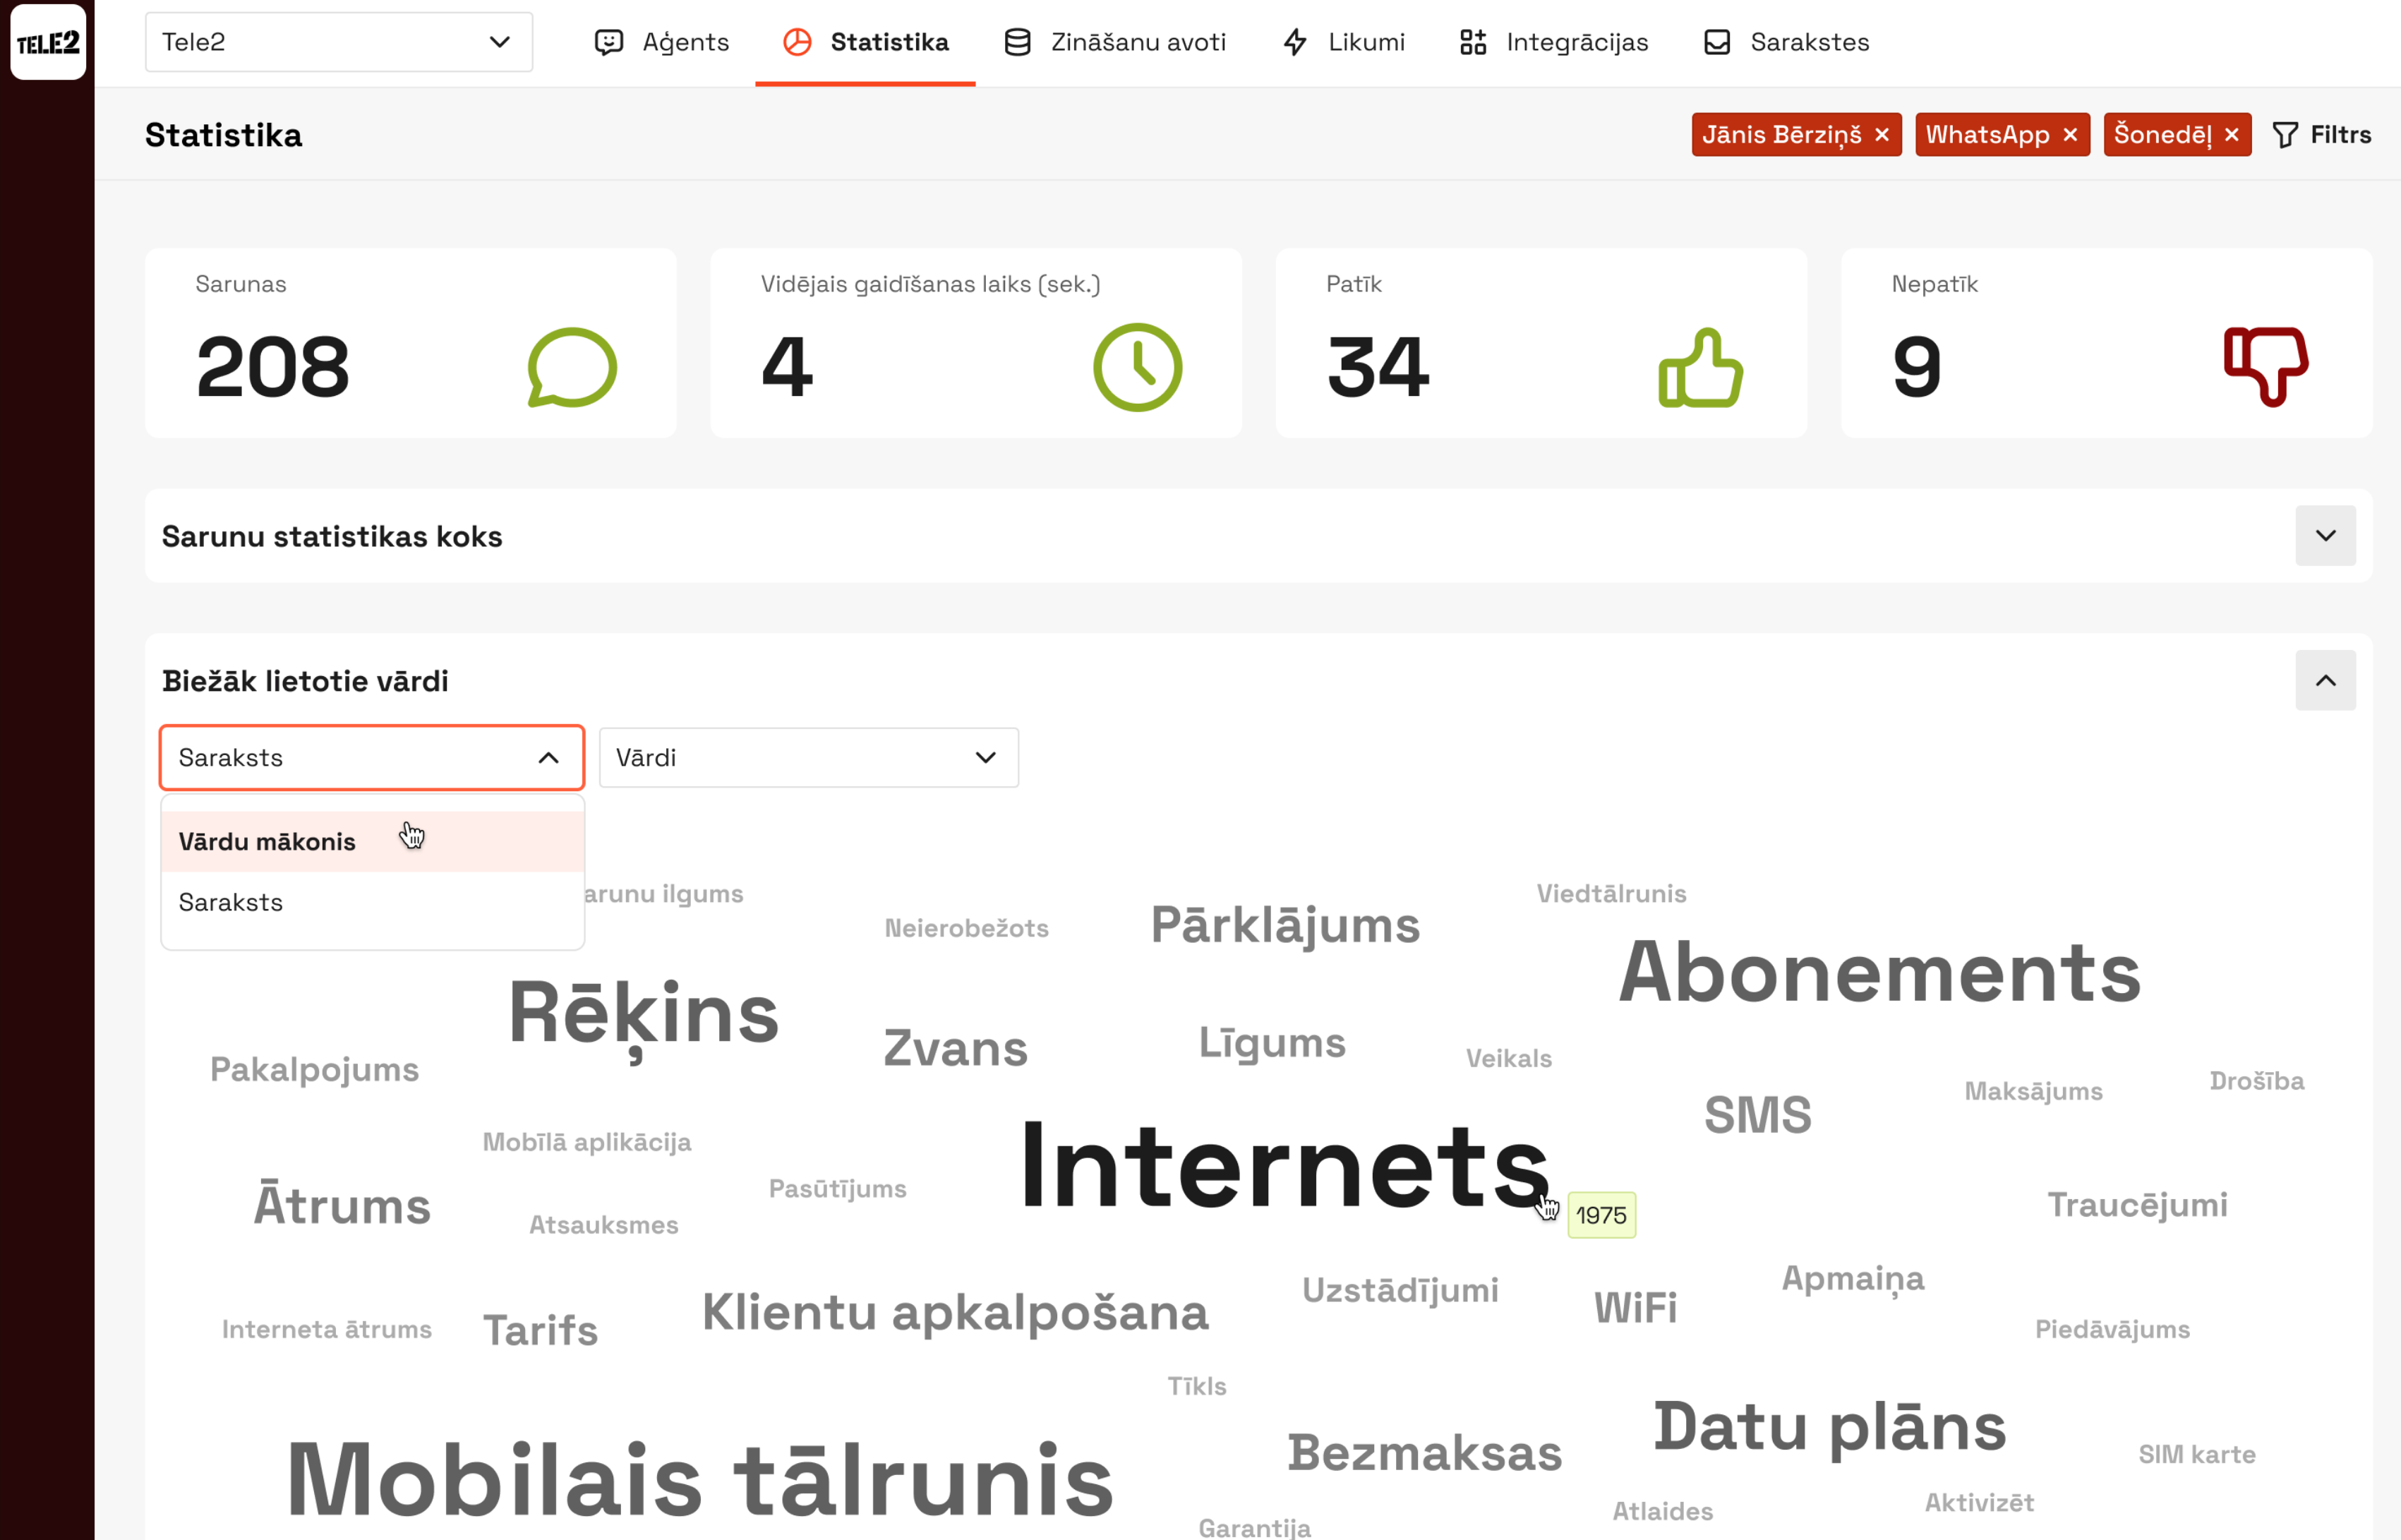 TELE2
Tele2
Aģents
Statistika
Zināšanu avoti
Likumi
Integrācijas
Sarakstes
Statistika
Jānis Bērziņš ×
WhatsApp ×
Šonedēļ ×
Filtrs
Sarunas
208
Vidējais gaidīšanas laiks (sek.)
4
Patīk
34
Nepatīk
9
Sarunu statistikas koks
Biežāk lietotie vārdi
Saraksts
Vārdi
Vārdu mākonis
Saraksts
arunu ilgums
Neierobežots
Pārklājums
Viedtālrunis
Abonements
Rēķins
Zvans
Līgums
Veikals
Pakalpojums
SMS
Maksājums
Drošība
Mobīlā aplikācija
Internets
1975
Ātrums
Atsauksmes
Pasūtījums
Traucējumi
Interneta ātrums
Tarifs
Klientu apkalpošana
Uzstādījumi
WiFi
Apmaiņa
Piedāvājums
Tīkls
Mobilais tālrunis
Bezmaksas
Datu plāns
SIM karte
Garantija
Atlaides
Aktivizēt